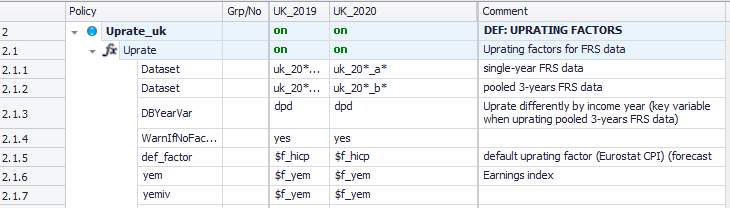 Policy Grp/No UK_2019 UK_2020 Comment
2 Uprate_uk on on DEF: UPRATING FACTORS
2.1 fx Uprate on on Uprating factors for FRS data
2.1.1 Dataset uk_20*... uk_20*_a* single-year FRS data
2.1.2 Dataset uk_20*... uk_20*_b* pooled 3-years FRS data
2.1.3 DBYearVar dpd dpd Uprate differently by income year (key variable
when uprating pooled 3-years FRS data)
2.1.4 WarnIfNoFac... yes yes
2.1.5 def_factor $f_hicp $f_hicp default uprating factor (Eurostat CPI) (forecast
2.1.6 yem $f_yem $f_yem Earnings index
2.1.7 yemiv $f_yem $f_yem